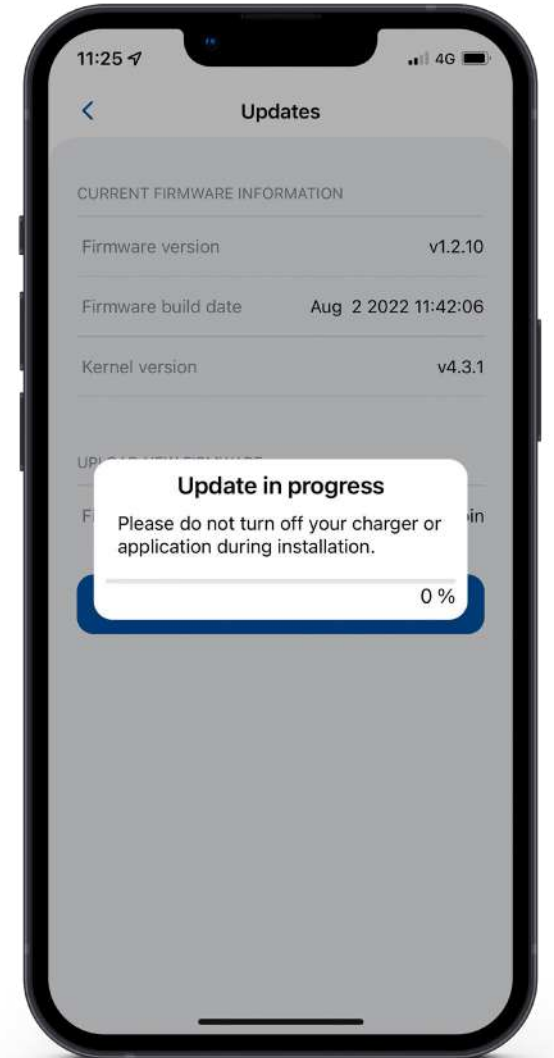 11:25
4G
Updates
CURRENT FIRMWARE INFORMATION
Firmware version v1.2.10
Firmware build date Aug 2 2022 11:42:06
Kernel version v4.3.1
Update in progress
Please do not turn off your charger or
application during installation.
0 %